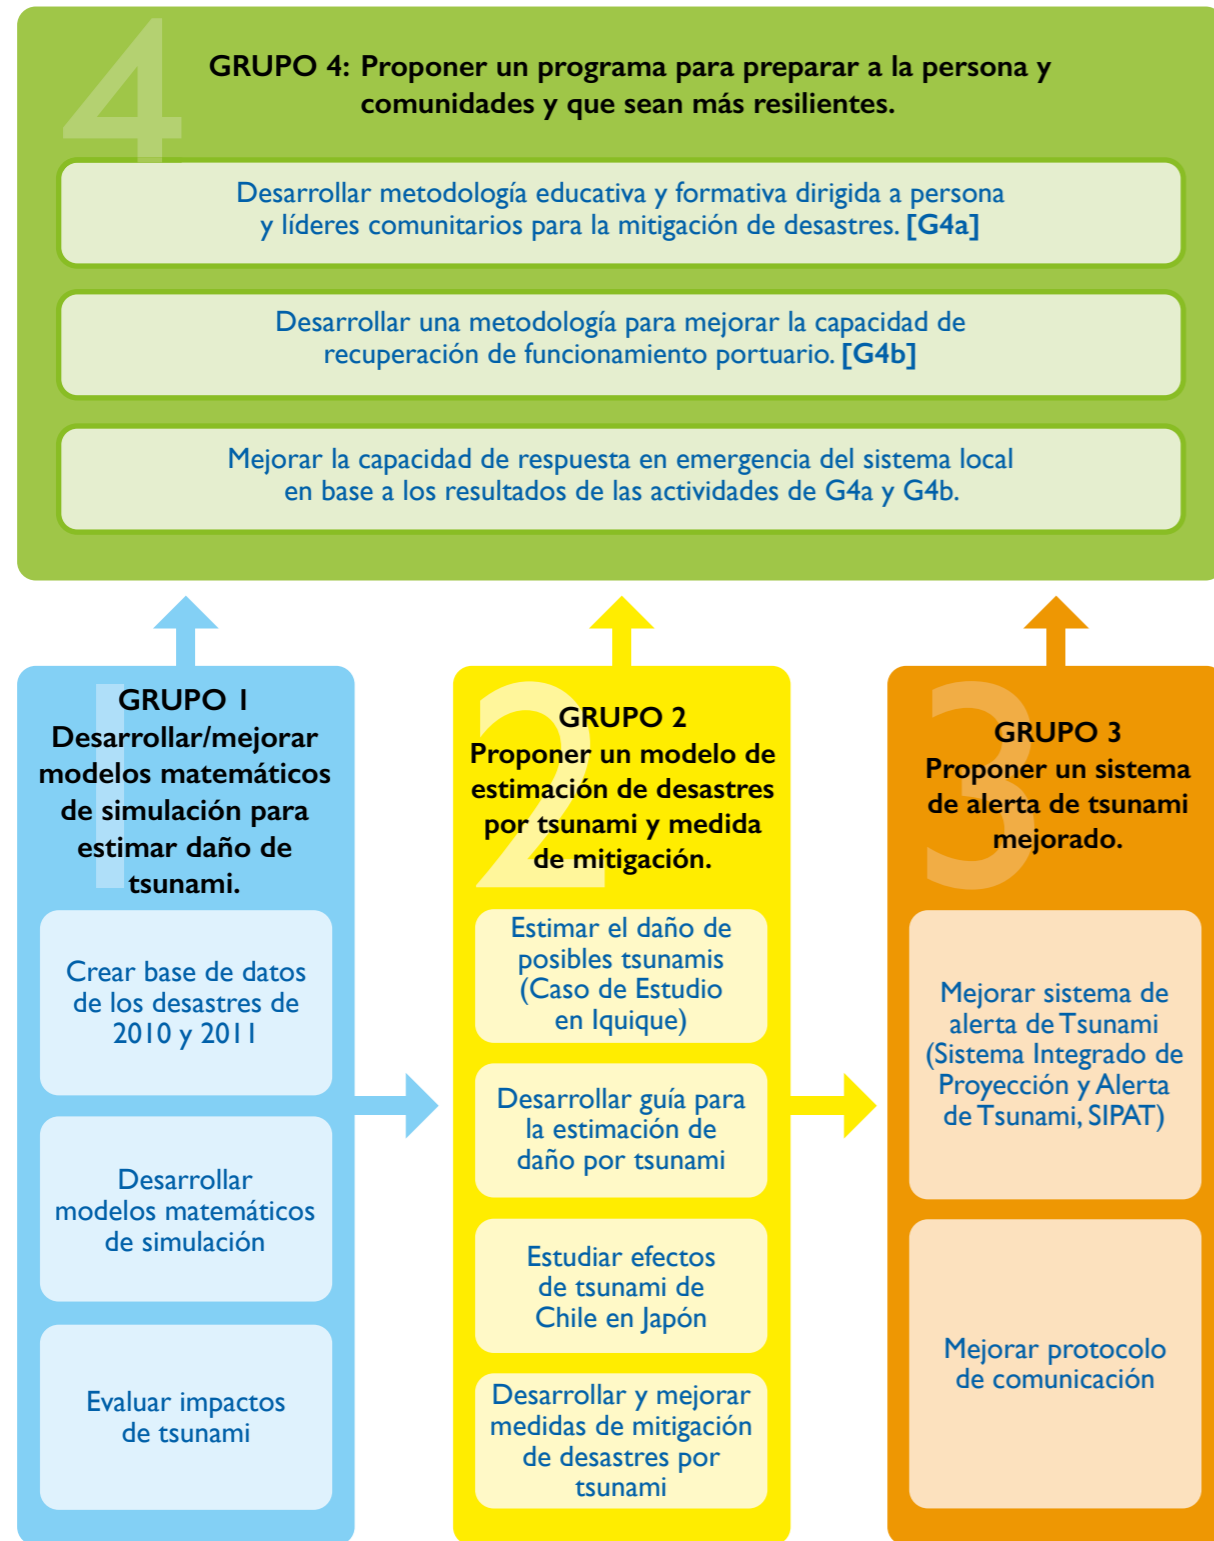 4
GRUPO 4: Proponer un programa para preparar a la persona y
comunidades y que sean más resilientes.
Desarrollar metodología educativa y formativa dirigida a persona
y líderes comunitarios para la mitigación de desastres. [G4a]
Desarrollar una metodología para mejorar la capacidad de
recuperación de funcionamiento portuario. [G4b]
Mejorar la capacidad de respuesta en emergencia del sistema local
en base a los resultados de las actividades de G4a y G4b.
1
GRUPO 1
Desarrollar/mejorar
modelos matemáticos
de simulación para
estimar daño de
tsunami.
Crear base de datos
de los desastres de
2010 y 2011
Desarrollar
modelos matemáticos
de simulación
Evaluar impactos
de tsunami
2
GRUPO 2
Proponer un modelo de
estimación de desastres
por tsunami y medida
de mitigación.
Estimar el daño de
posibles tsunamis
(Caso de Estudio
en Iquique)
Desarrollar guía para
la estimación de
daño por tsunami
Estudiar efectos
de tsunami de
Chile en Japón
Desarrollar y mejorar
medidas de mitigación
de desastres por
tsunami
3
GRUPO 3
Proponer un sistema
de alerta de tsunami
mejorado.
Mejorar sistema de
alerta de Tsunami
(Sistema Integrado de
Proyección y Alerta
de Tsunami, SIPAT)
Mejorar protocolo
de comunicación